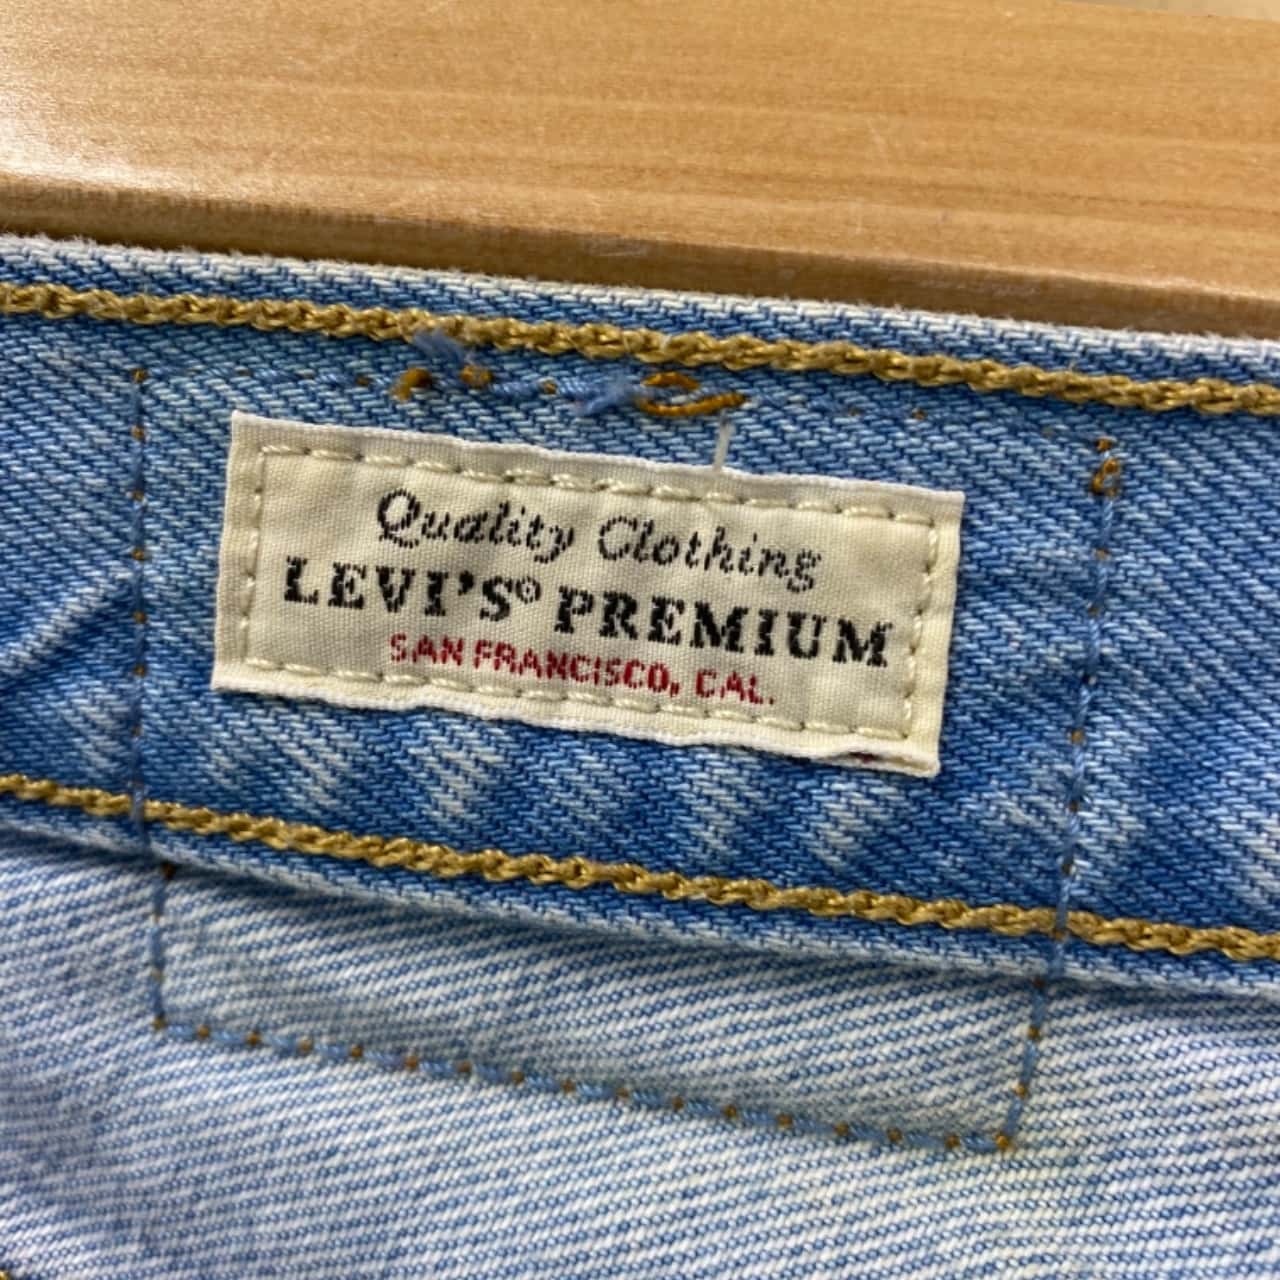 Quality Clothing
LEVI'S® PREMIUM
SAN FRANCISCO, CAL.